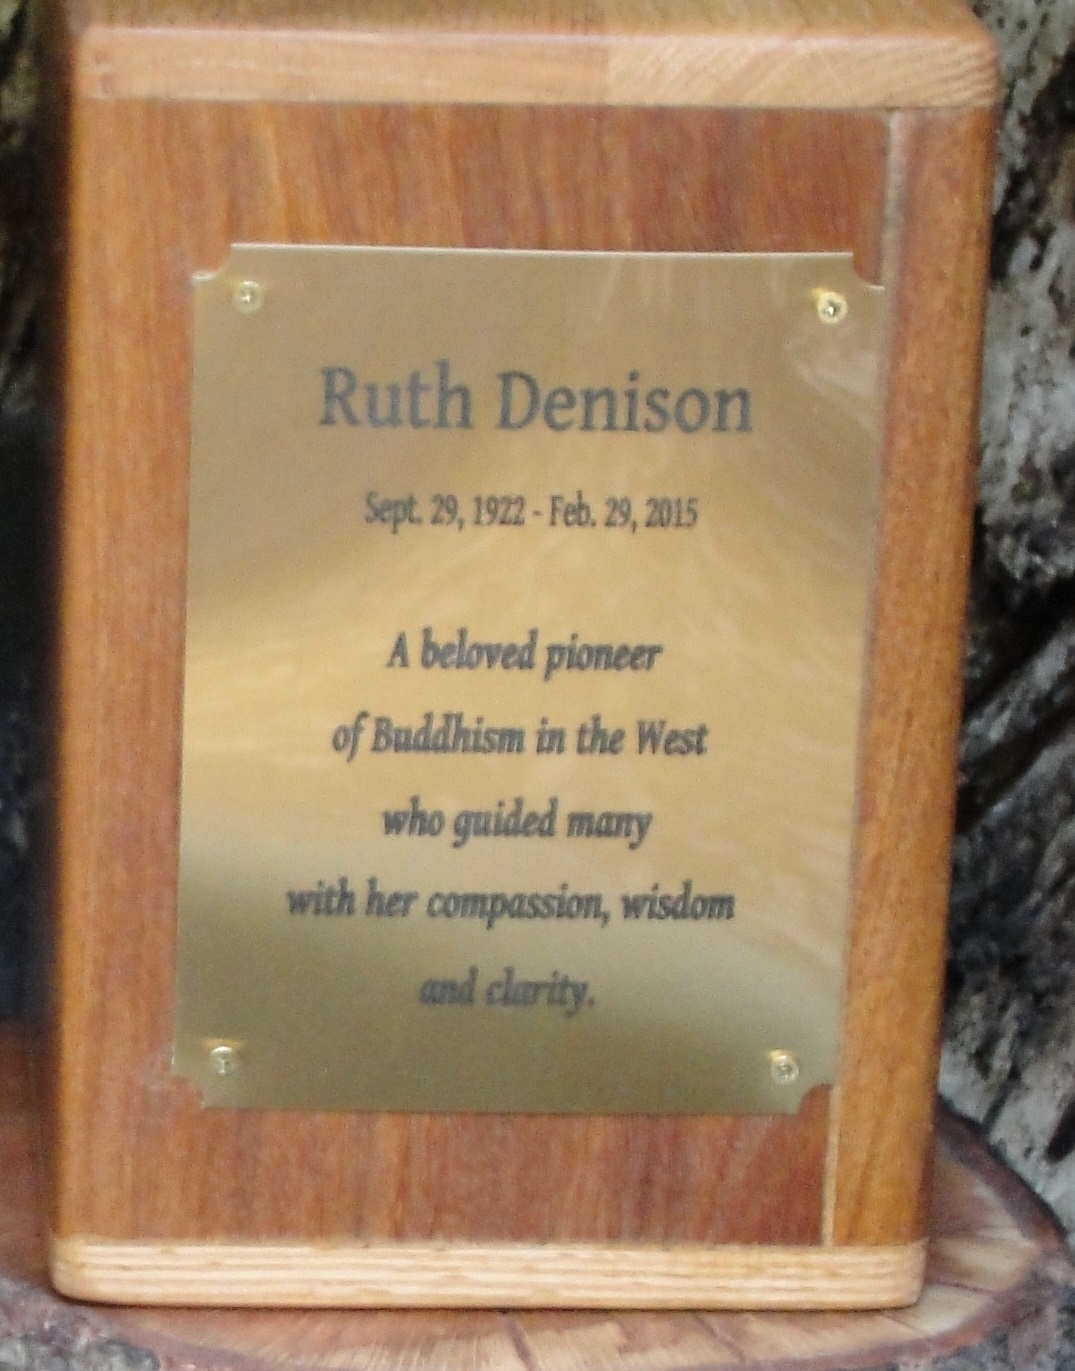 Ruth Denison
Sept. 29, 1922 - Feb. 29, 2015
A beloved pioneer
of Buddhism in the West
who guided many
with her compassion, wisdom
and clarity.